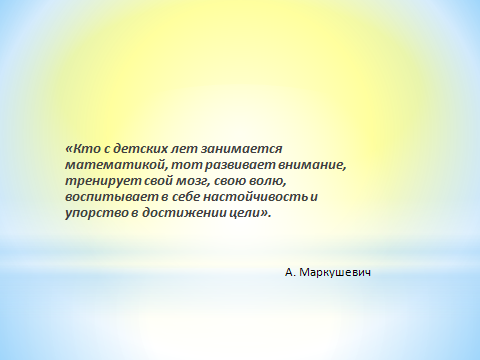 «Кто с детских лет занимается
математикой, тот развивает внимание,
тренирует свой мозг, свою волю,
воспитывает в себе настойчивость и
упорство в достижении цели».
А. Маркушевич